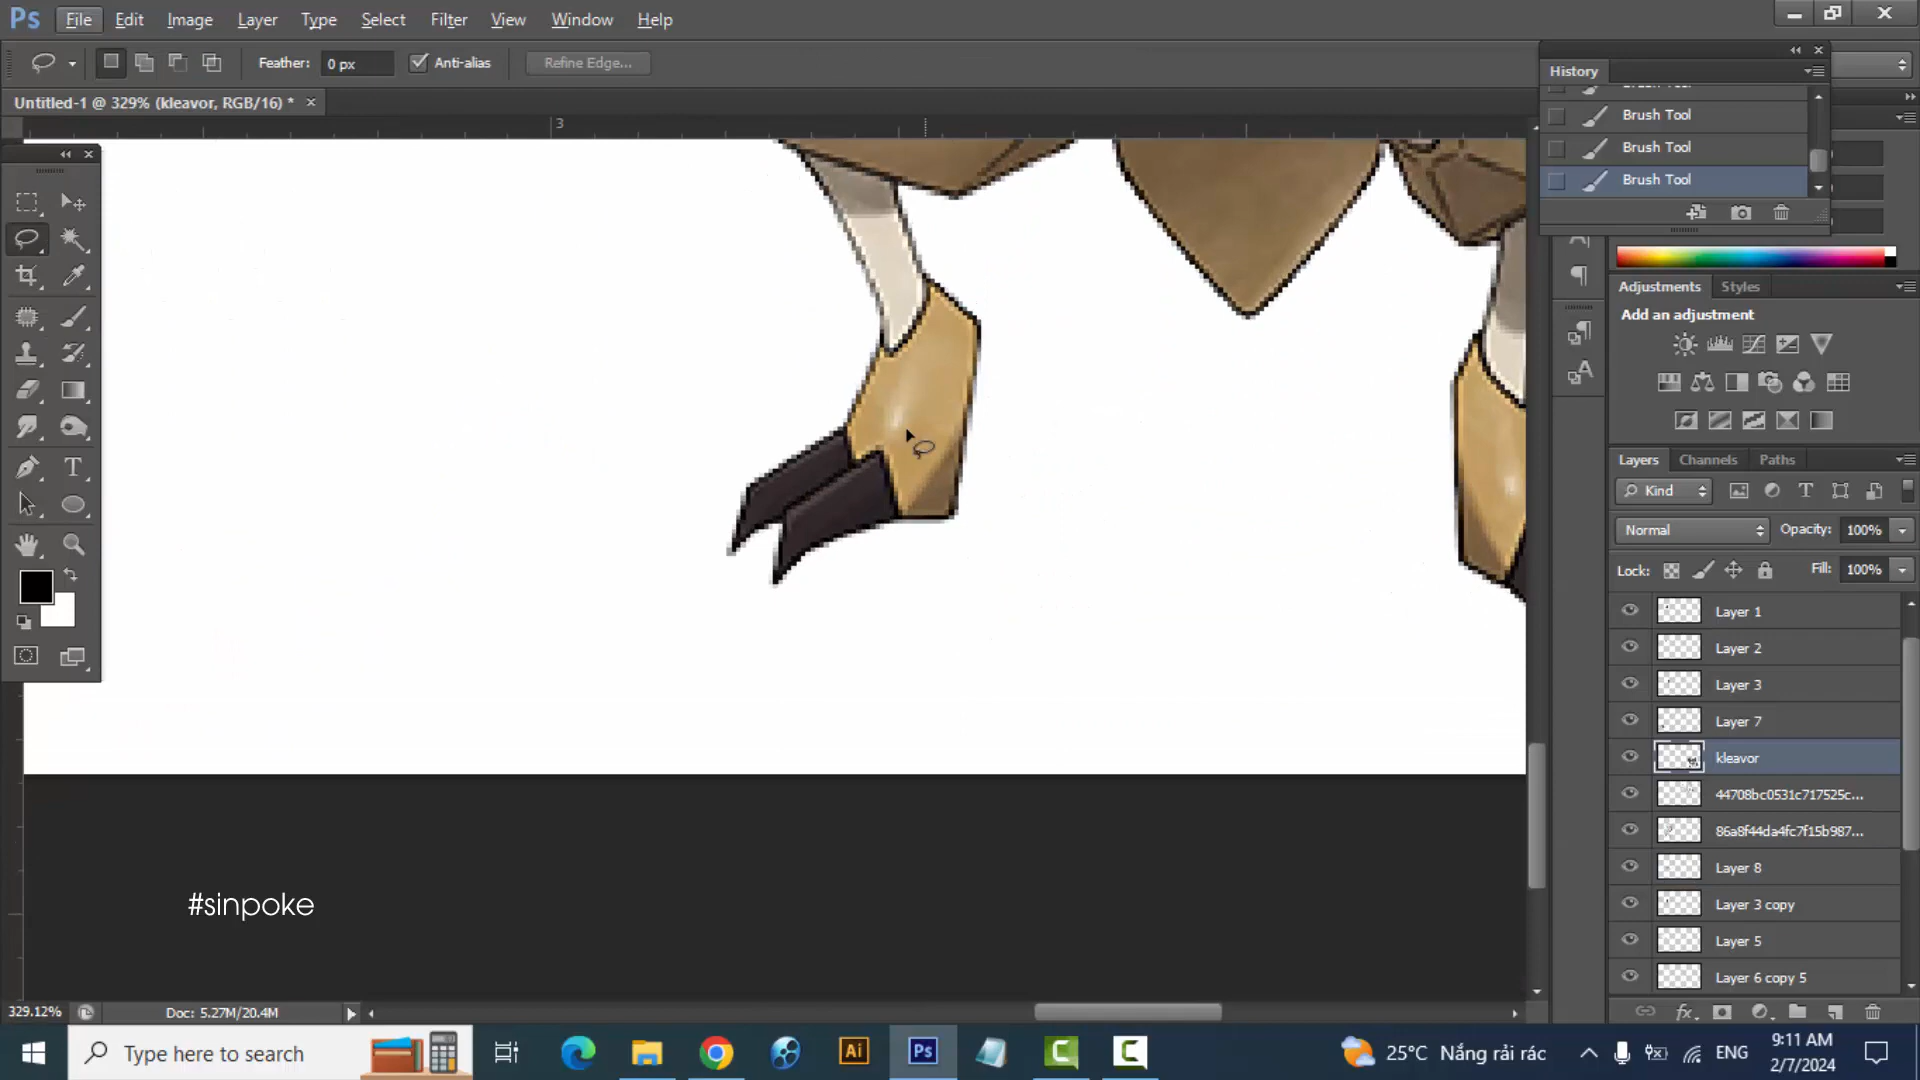 Ps File Edit Image Layer Type Select Filter View Window Help
Feather: 0 px Anti-alias Refine Edge...
History
Untitled-1 @ 329% (kleavor, RGB/16) * ×
Brush Tool
Brush Tool
Brush Tool
Brush Tool
3
Adjustments Styles
Add an adjustment
Layers Channels Paths
Kind
Normal Opacity: 100%
Lock: Fill: 100%
Layer 1
Layer 2
Layer 3
Layer 7
kleavor
44708bc0531c717525c...
86a8f44da4fc7f15b987...
Layer 8
Layer 3 copy
Layer 5
Layer 6 copy 5
#sinpoke
329.12% Doc: 5.27M/20.4M
Type here to search
Ai Ps
25°C Nắng rải rác
ENG
9:11 AM
2/7/2024